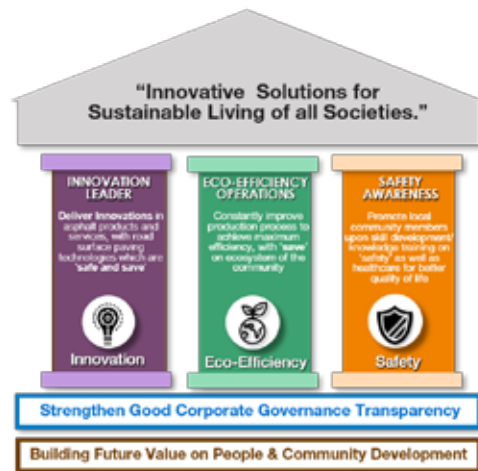 “Innovative Solutions for
Sustainable Living of all Societies.”
INNOVATION
LEADER
Deliver Innovations in
asphalt products and
services, with road
surface paving
technologies which are
'safe and save'
Innovation
ECO-EFFICIENCY
OPERATIONS
Constantly improve
production process to
achieve maximum
efficiency, with 'save'
on ecosystem of the
community
Eco-Efficiency
SAFETY
AWARENESS
Promote local
community members
upon skill development/
knowledge training on
'safety' as well as
healthcare for better
quality of life
Safety
Strengthen Good Corporate Governance Transparency
Building Future Value on People & Community Development